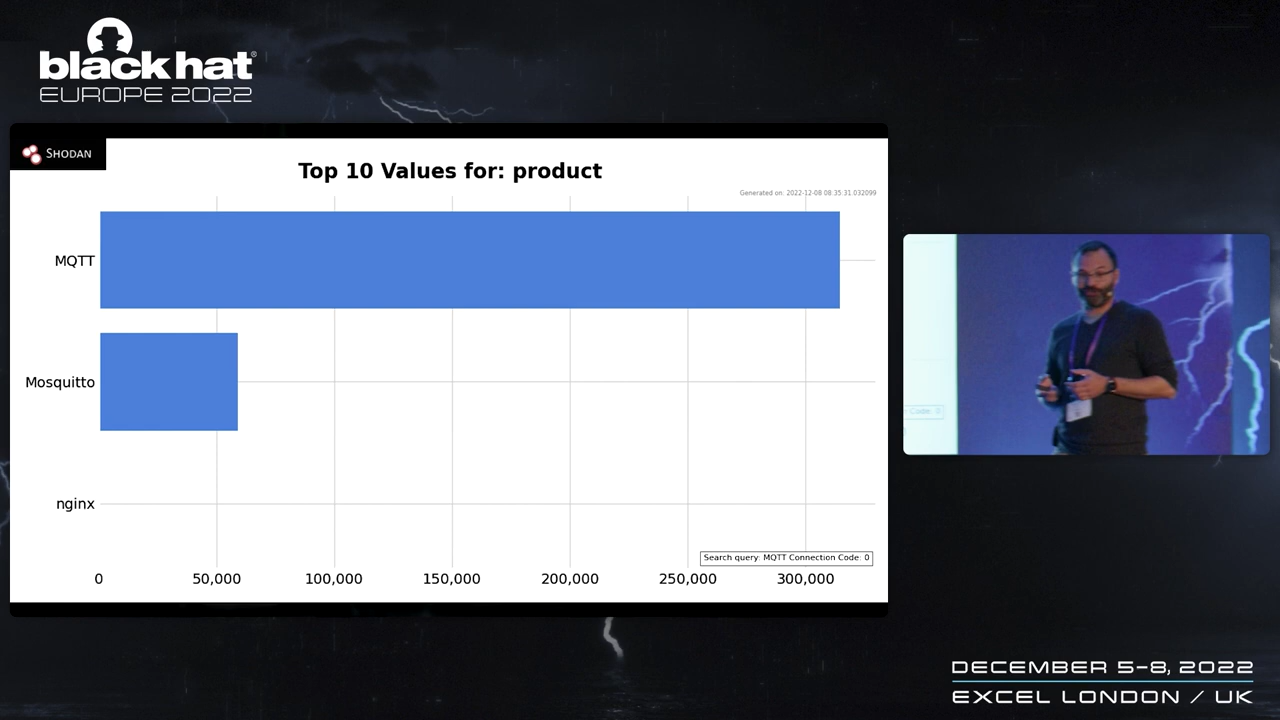 black hat®
EUROPE 2022
SHODAN
Top 10 Values for: product
Generated on: 2022-12-08 08:35:31.032099
MQTT
Mosquitto
nginx
Search query: MQTT Connection Code: 0
0 50,000 100,000 150,000 200,000 250,000 300,000
Code: 0
DECEMBER 5-8, 2022
EXCEL LONDON / UK